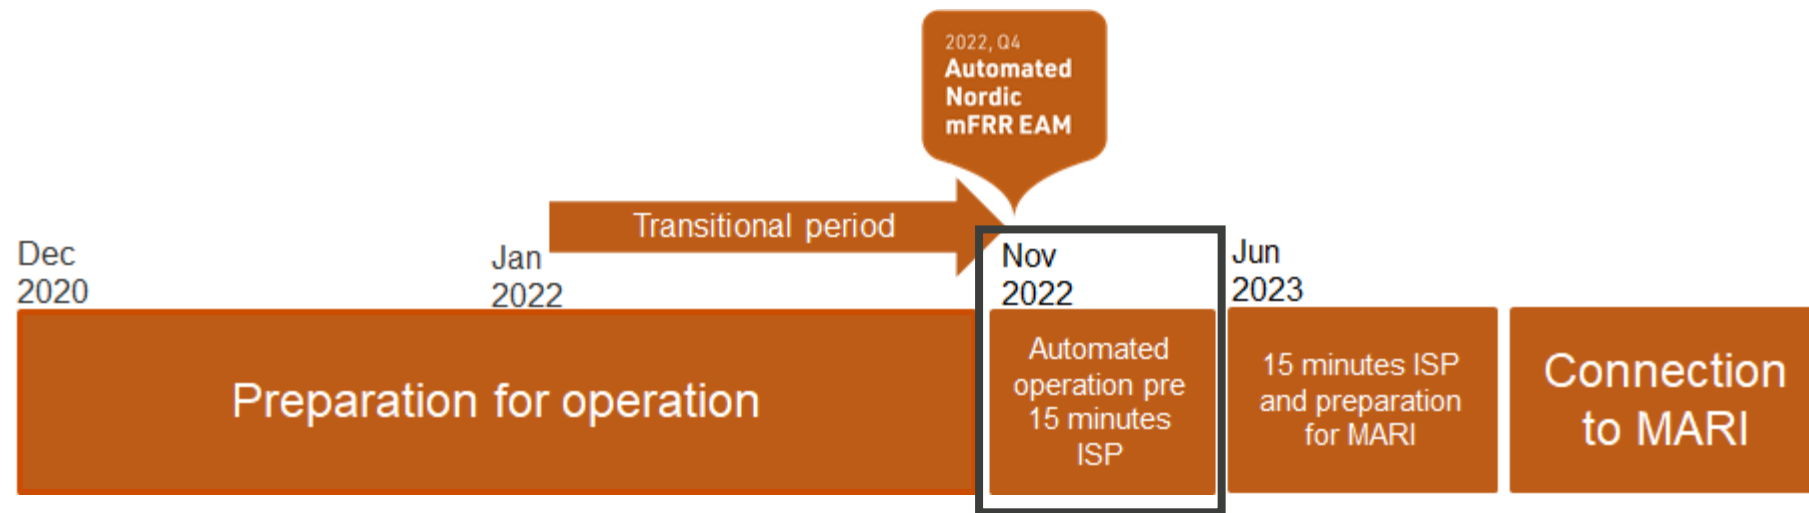 2022, Q4
Automated
Nordic
mFRR EAM
Transitional period
Dec
2020
Jan
2022
Nov
2022
Jun
2023
Preparation for operation
Automated
operation pre
15 minutes
ISP
15 minutes ISP
and preparation
for MARI
Connection
to MARI